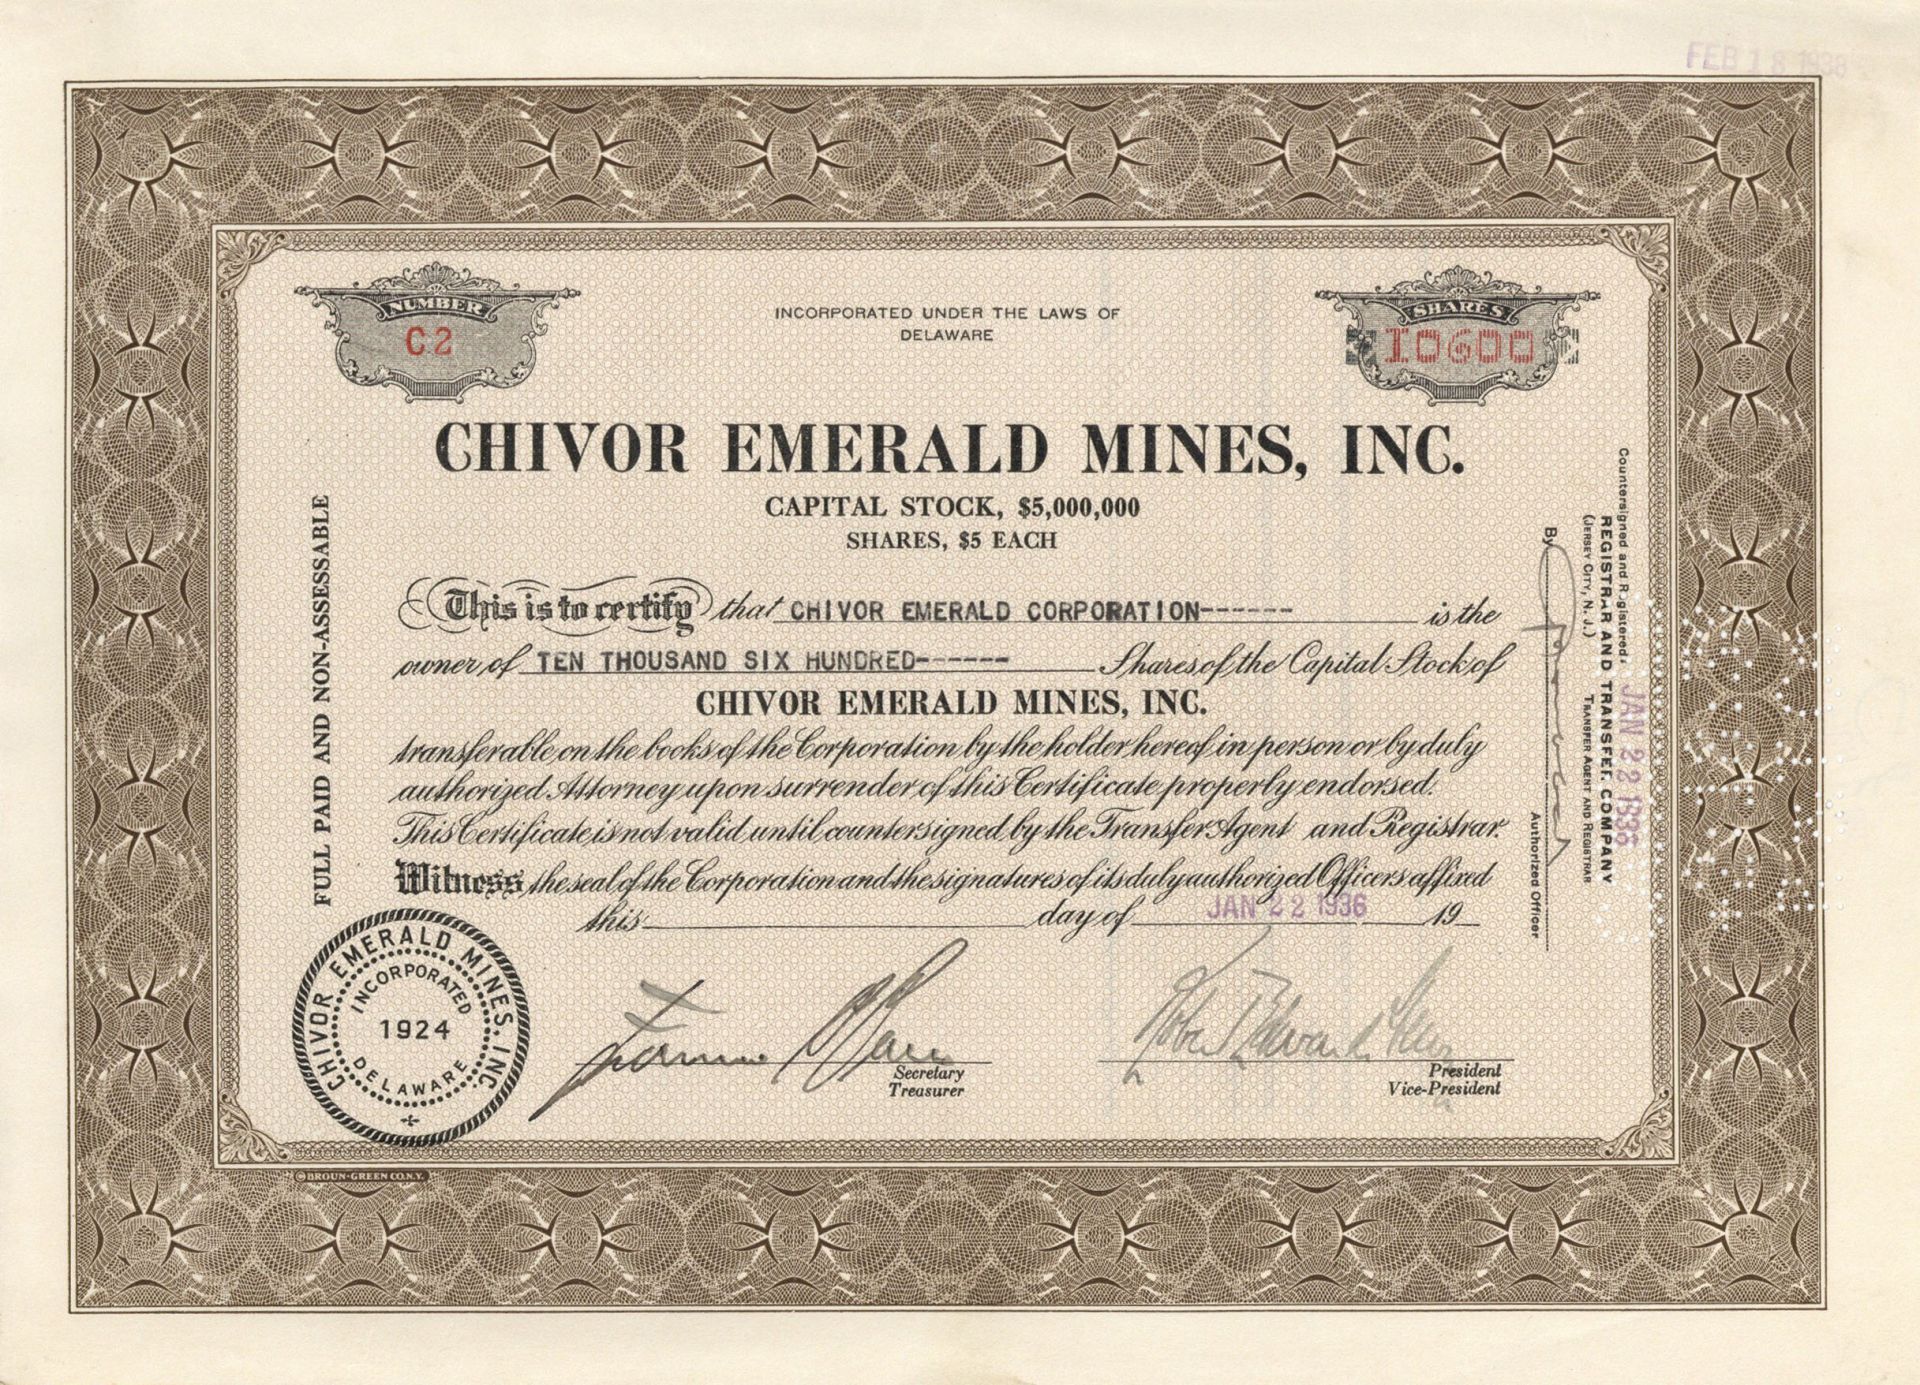 FEB 18 1936
NUMBER
C 2
INCORPORATED UNDER THE LAWS OF
DELAWARE
SHARES
10600
CHIVOR EMERALD MINES, INC.
CAPITAL STOCK, $5,000,000
SHARES, $5 EACH
This is to certify that CHIVOR EMERALD CORPORATION------ is the
owner of TEN THOUSAND SIX HUNDRED------ Shares of the Capital Stock of
CHIVOR EMERALD MINES, INC.
transferable on the books of the Corporation by the holder hereof in person or by duly
authorized Attorney upon surrender of this Certificate properly endorsed.
This Certificate is not valid until countersigned by the Transfer Agent and Registrar.
Witness the seal of the Corporation and the signatures of its duly authorized Officers affixed
this day of JAN 22 1936 19
Secretary
Treasurer
President
Vice-President
FULL PAID AND NON-ASSESSABLE
CHIVOR EMERALD MINES, INC.
INCORPORATED
1924
DELAWARE
Countersigned and Registered: JAN 22 1936
REGISTRAR AND TRANSFER COMPANY
(JERSEY CITY, N. J.) TRANSFER AGENT AND REGISTRAR
By
Authorized Officer
©BROUN-GREEN CO.N.Y.